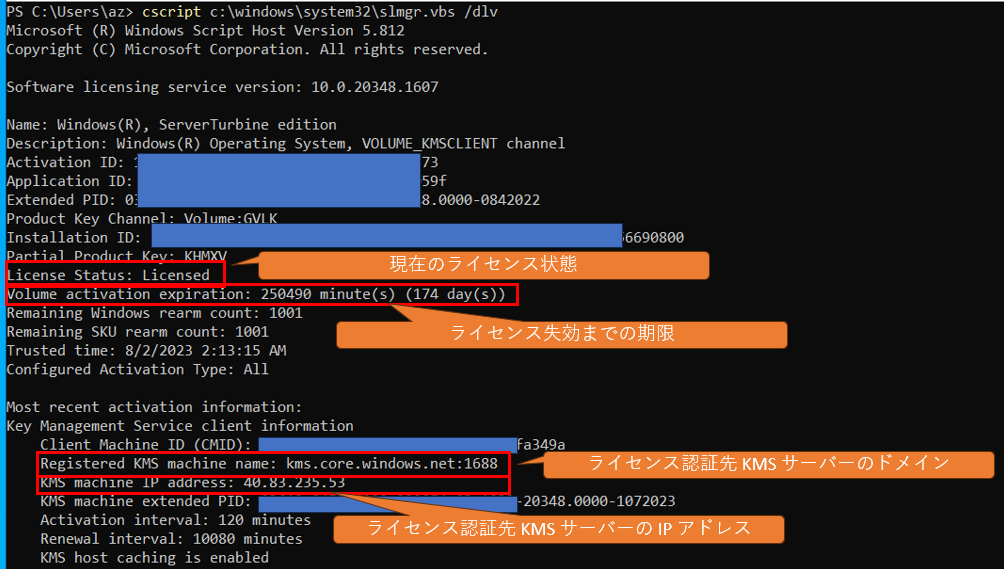 PS C:\Users\az> cscript c:\windows\system32\slmgr.vbs /dlv
Microsoft (R) Windows Script Host Version 5.812
Copyright (C) Microsoft Corporation. All rights reserved.
Software licensing service version: 10.0.20348.1607
Name: Windows(R), ServerTurbine edition
Description: Windows(R) Operating System, VOLUME_KMSCLIENT channel
Activation ID: 1 73
Application ID: 59f
Extended PID: 03 8.0000-0842022
Product Key Channel: Volume:GVLK
Installation ID: 66690800
Partial Product Key: KHMXV
License Status: Licensed
現在のライセンス状態
Volume activation expiration: 250490 minute(s) (174 day(s))
Remaining Windows rearm count: 1001
Remaining SKU rearm count: 1001
ライセンス失効までの期限
Trusted time: 8/2/2023 2:13:15 AM
Configured Activation Type: All
Most recent activation information:
Key Management Service client information
Client Machine ID (CMID): fa349a
Registered KMS machine name: kms.core.windows.net:1688
ライセンス認証先 KMS サーバーのドメイン
KMS machine IP address: 40.83.235.53
KMS machine extended PID: -20348.0000-1072023
Activation interval: 120 minutes
ライセンス認証先 KMS サーバーの IP アドレス
Renewal interval: 10080 minutes
KMS host caching is enabled